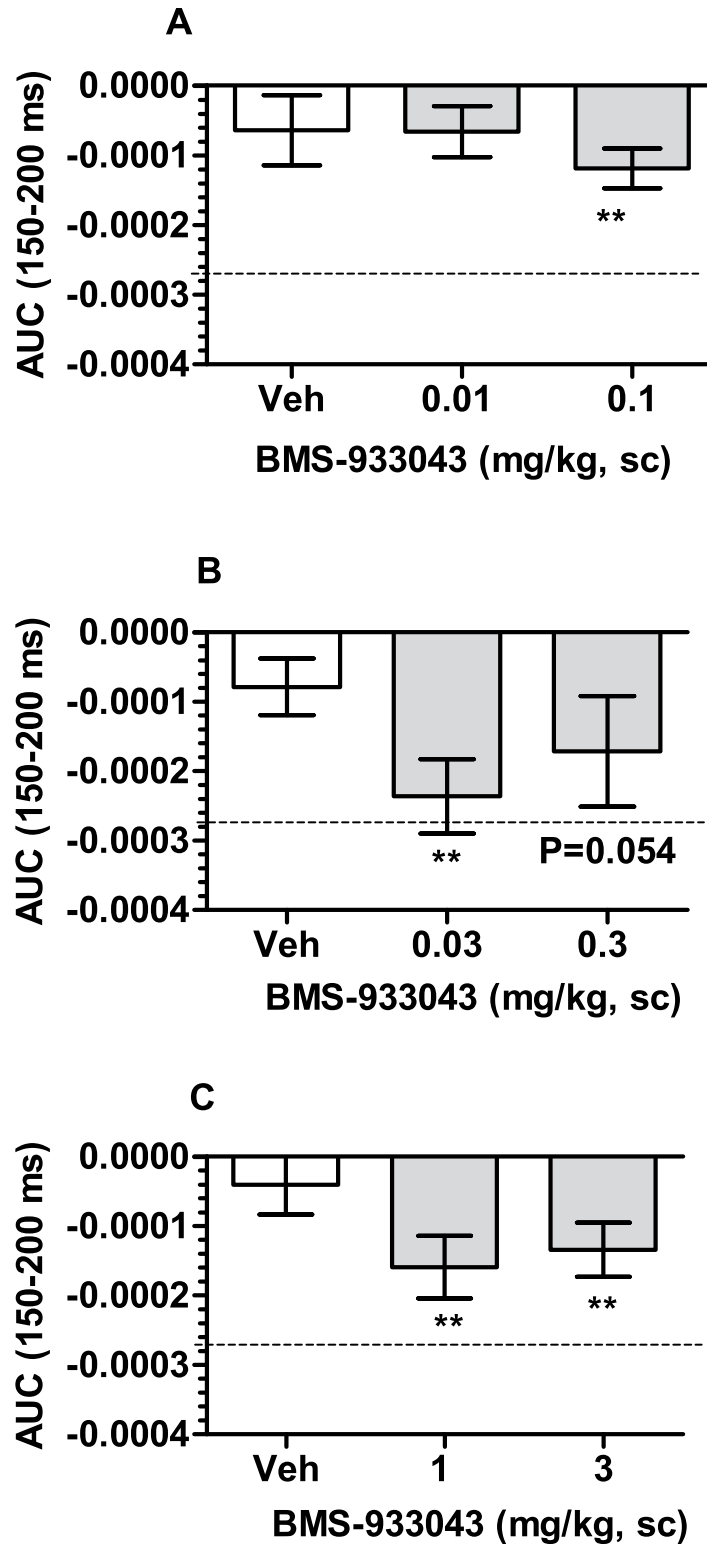 A
AUC (150-200 ms)
0.0000
-0.0001
-0.0002
-0.0003
-0.0004
**
Veh 0.01 0.1
BMS-933043 (mg/kg, sc)
B
AUC (150-200 ms)
0.0000
-0.0001
-0.0002
-0.0003
-0.0004
** P=0.054
Veh 0.03 0.3
BMS-933043 (mg/kg, sc)
C
AUC (150-200 ms)
0.0000
-0.0001
-0.0002
-0.0003
-0.0004
** **
Veh 1 3
BMS-933043 (mg/kg, sc)